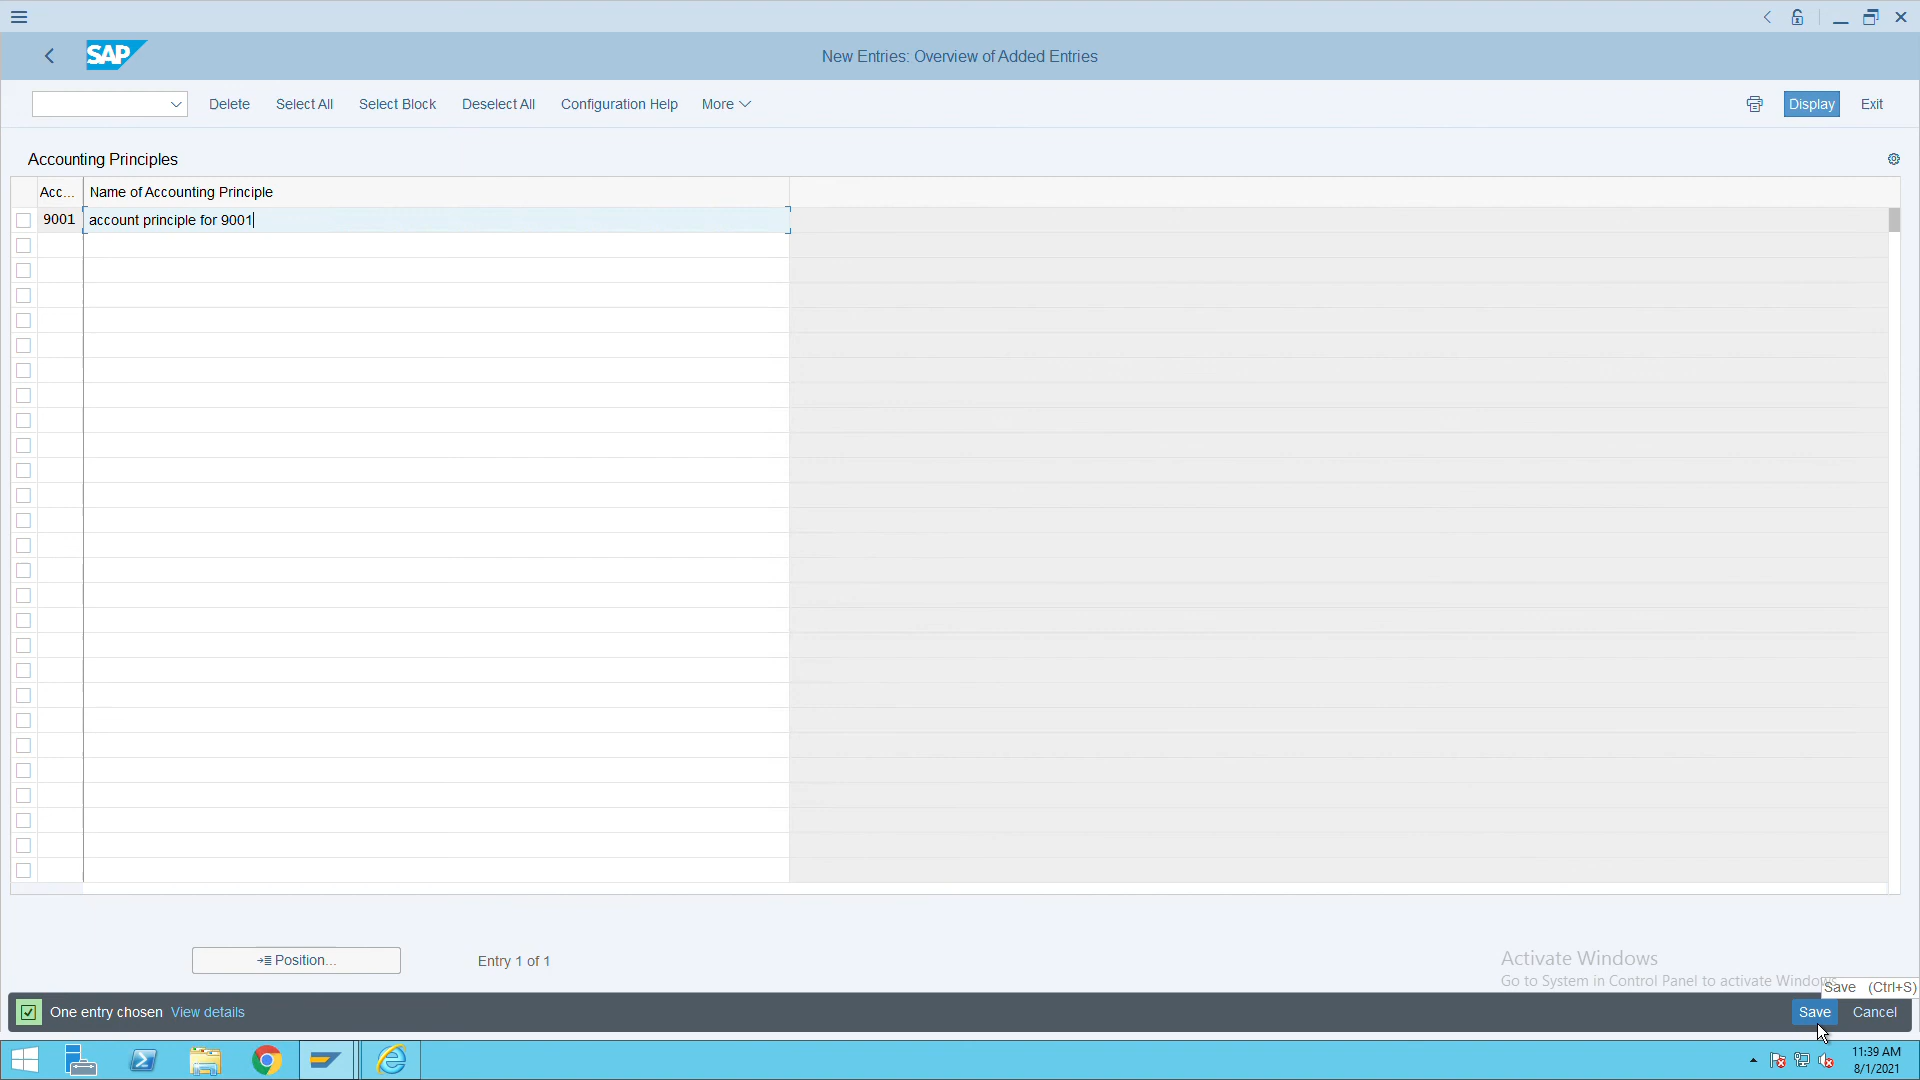 SAP
New Entries: Overview of Added Entries
Delete Select All Select Block Deselect All Configuration Help More Display Exit
Accounting Principles
Acc... Name of Accounting Principle
9001 account principle for 9001
Position... Entry 1 of 1
Activate Windows
Go to System in Control Panel to activate Windows
Save (Ctrl+S)
One entry chosen View details Save Cancel
11:39 AM
8/1/2021